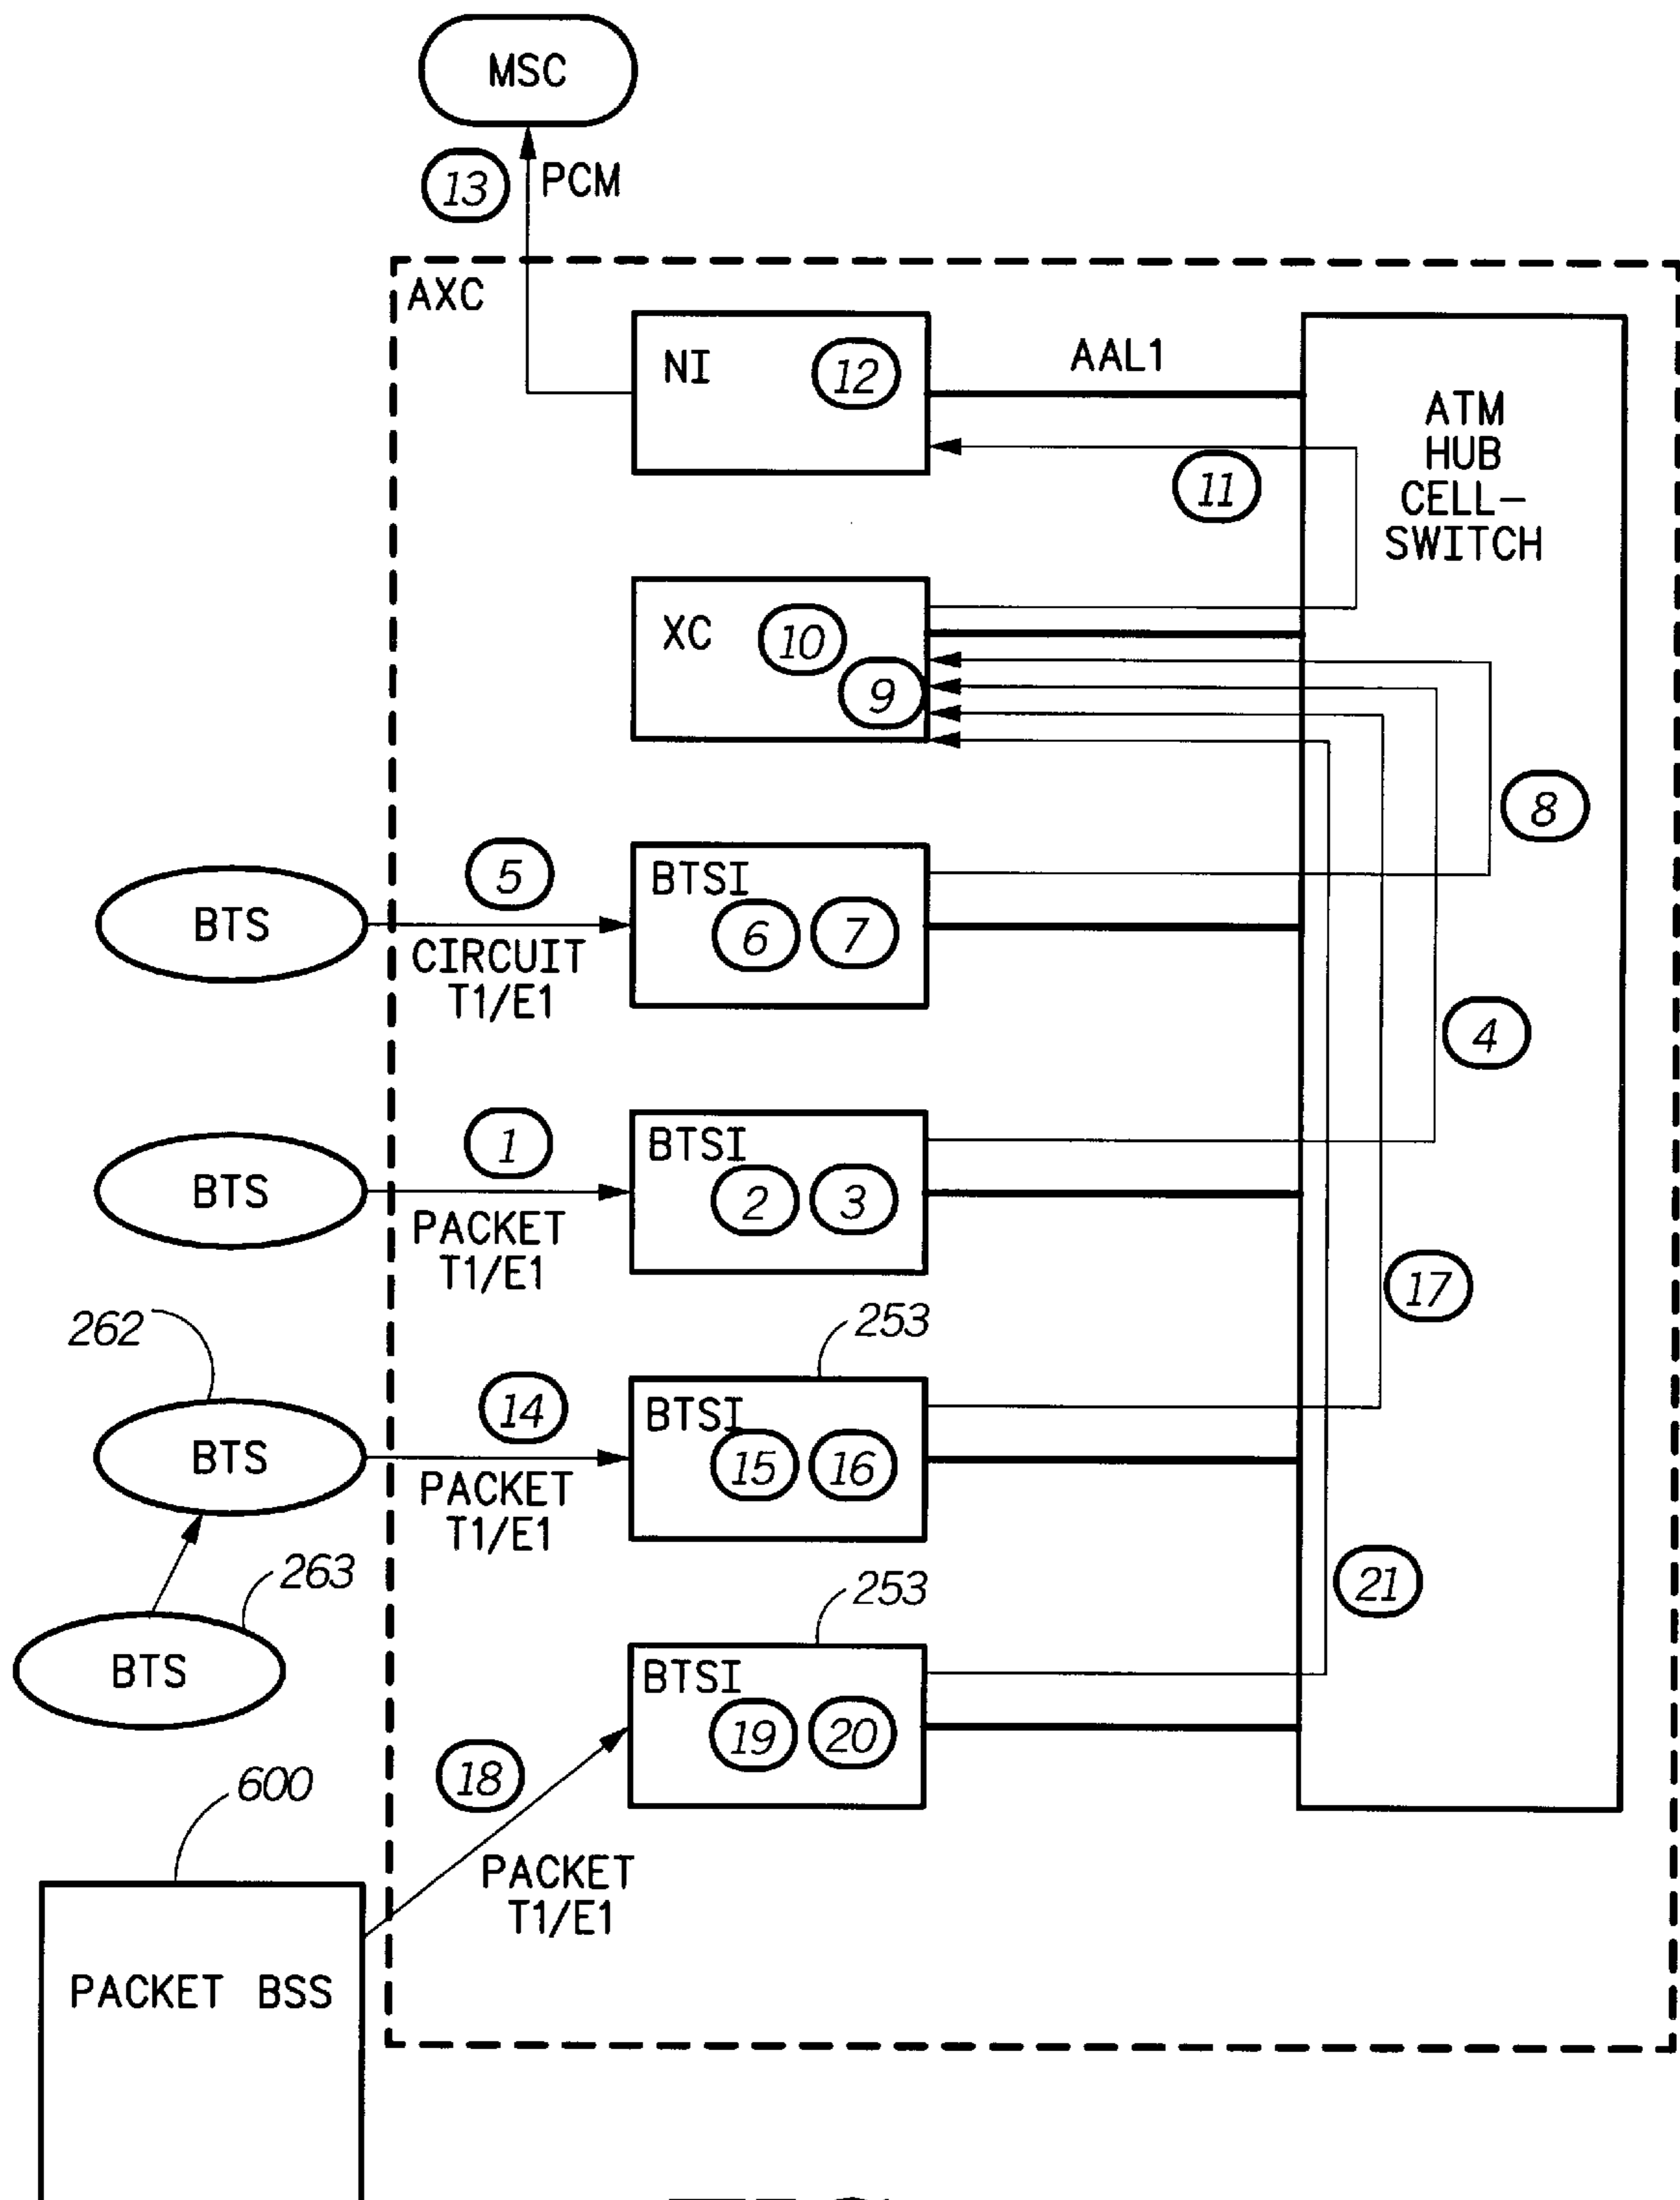 MSC
13
PCM
AXC
NI
12
AAL1
ATM
HUB
CELL-
SWITCH
11
XC
10
9
8
5
BTS
CIRCUIT
T1/E1
BTSI
6
7
4
1
BTS
PACKET
T1/E1
BTSI
2
3
17
262
253
14
BTS
PACKET
T1/E1
BTSI
15
16
21
263
253
BTS
BTSI
19
20
18
PACKET
T1/E1
600
PACKET BSS